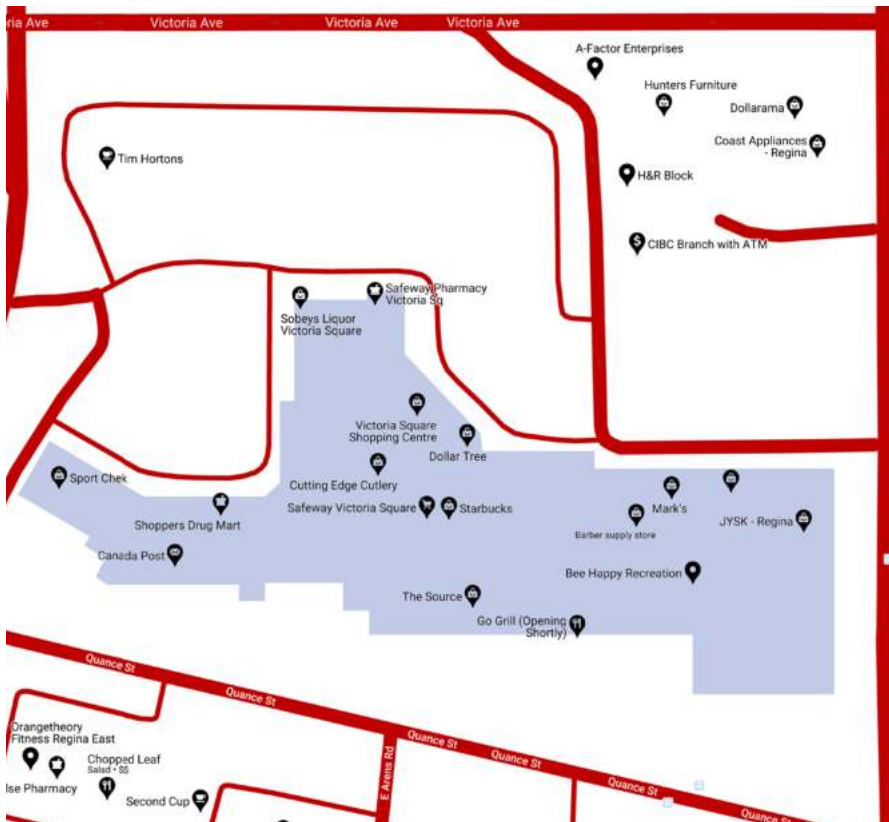 ria Ave
Victoria Ave
Victoria Ave
Victoria Ave
A-Factor Enterprises
Hunters Furniture
Dollarama
Coast Appliances
- Regina
Tim Hortons
H&R Block
CIBC Branch with ATM
Safeway Pharmacy
Victoria Sq
Sobeys Liquor
Victoria Square
Victoria Square
Shopping Centre
Dollar Tree
Sport Chek
Cutting Edge Cutlery
Shoppers Drug Mart
Safeway Victoria Square
Starbucks
Mark's
JYSK - Regina
Barber supply store
Canada Post
Bee Happy Recreation
The Source
Go Grill (Opening
Shortly)
Quance St
Quance St
Quance St
Quance St
Quance St
Quance St
E Arens Rd
Orangetheory
Fitness Regina East
lse Pharmacy
Chopped Leaf
Salad • $$
Second Cup